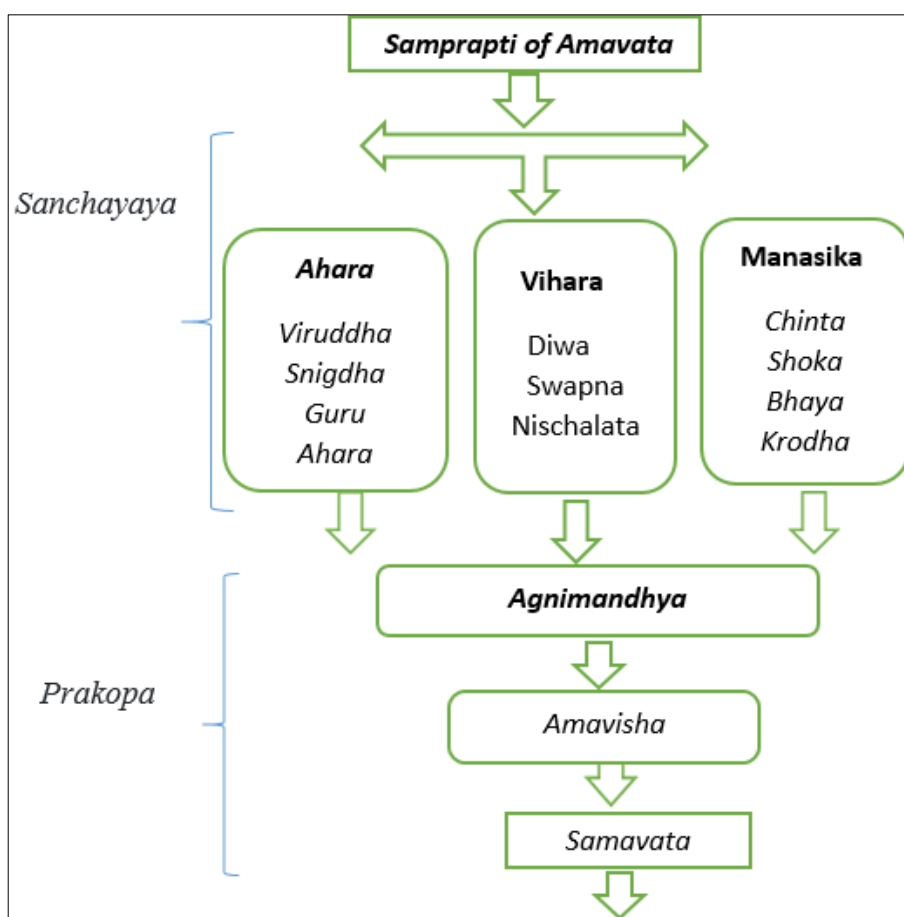 Samprapti of Amavata
Sanchayaya
Ahara
Viruddha
Snigdha
Guru
Ahara
Vihara
Diwa
Swapna
Nischalata
Manasika
Chinta
Shoka
Bhaya
Krodha
Agnimandhya
Prakopa
Amavisha
Samavata